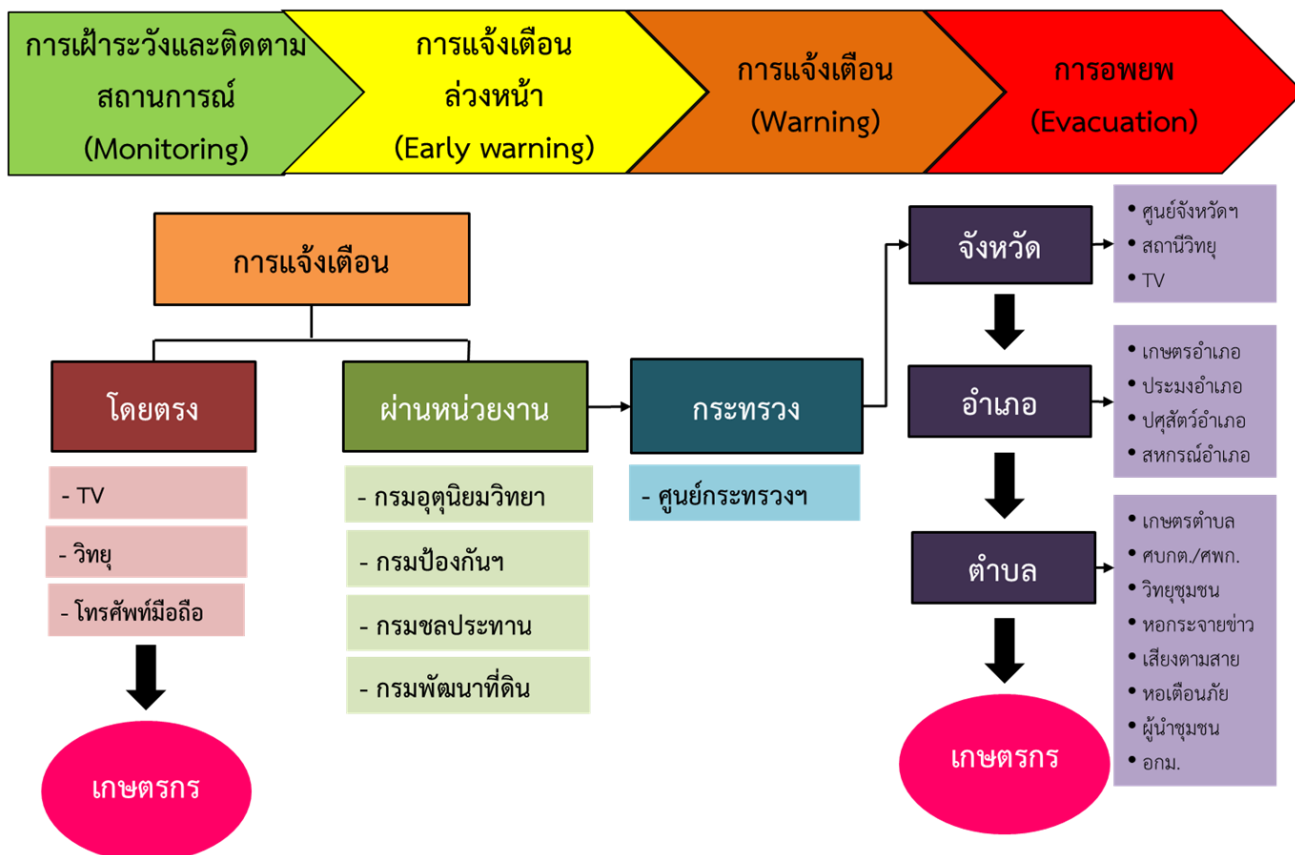 การเฝ้าระวังและติดตาม
สถานการณ์
(Monitoring)
การแจ้งเตือน
ล่วงหน้า
(Early warning)
การแจ้งเตือน
(Warning)
การอพยพ
(Evacuation)
การแจ้งเตือน
โดยตรง
- TV
- วิทยุ
- โทรศัพท์มือถือ
เกษตรกร
ผ่านหน่วยงาน
- กรมอุตุนิยมวิทยา
- กรมป้องกันฯ
- กรมชลประทาน
- กรมพัฒนาที่ดิน
กระทรวง
- ศูนย์กระทรวงฯ
จังหวัด
• ศูนย์จังหวัดฯ
• สถานีวิทยุ
• TV
อำเภอ
• เกษตรอำเภอ
• ประมงอำเภอ
• ปศุสัตว์อำเภอ
• สหกรณ์อำเภอ
ตำบล
• เกษตรตำบล
• ศบกต./ศพก.
• วิทยุชุมชน
• หอกระจายข่าว
• เสียงตามสาย
• หอเตือนภัย
• ผู้นำชุมชน
• อกม.
เกษตรกร